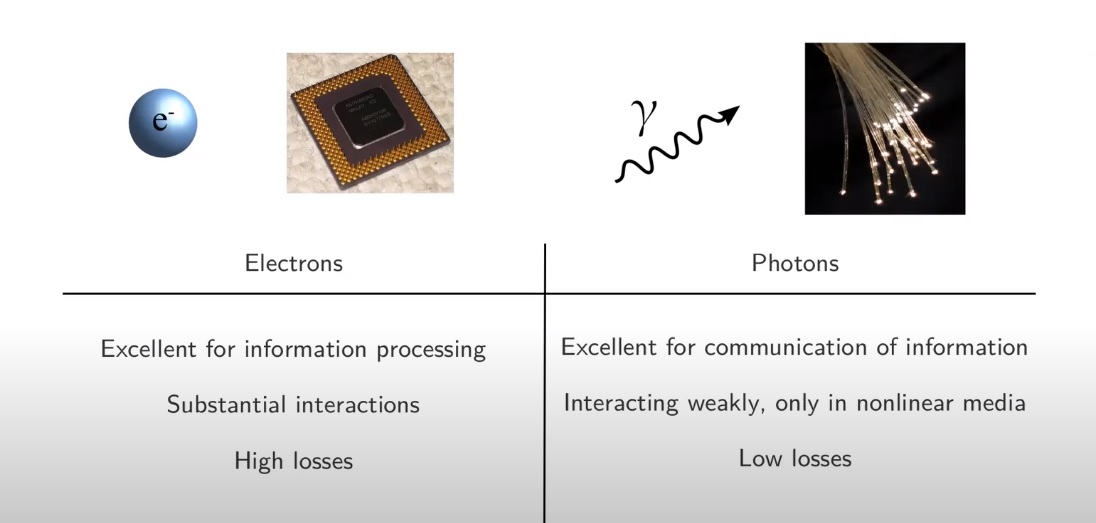 e-
γ
Electrons
Photons
Excellent for information processing
Excellent for communication of information
Substantial interactions
Interacting weakly, only in nonlinear media
High losses
Low losses